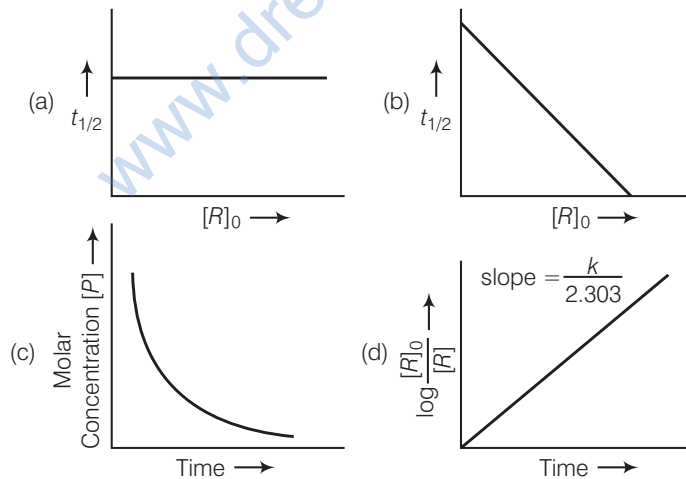 www.dre
(a)
t1/2
[R]0
(b)
t1/2
[R]0
(c)
Molar
Concentration [P]
Time
(d)
log [R]0/[R]
slope = k/2.303
Time